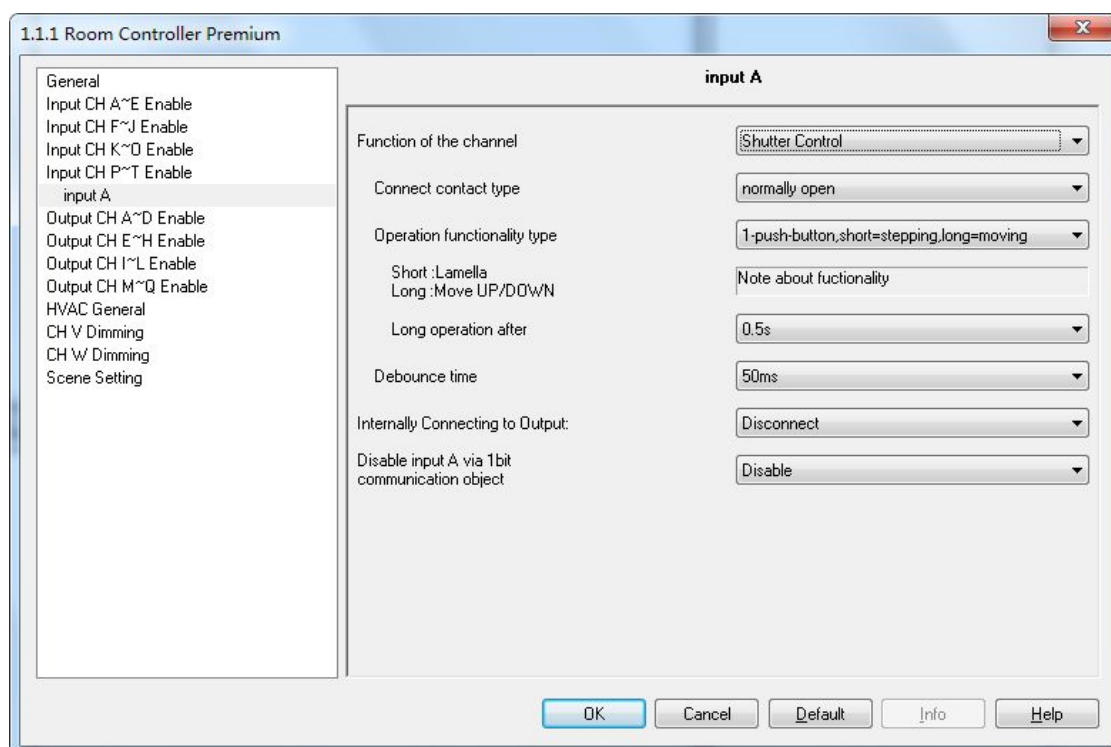 1.1.1 Room Controller Premium
General
Input CH A~E Enable
Input CH F~J Enable
Input CH K~O Enable
Input CH P~T Enable
input A
Output CH A~D Enable
Output CH E~H Enable
Output CH I~L Enable
Output CH M~Q Enable
HVAC General
CH V Dimming
CH W Dimming
Scene Setting
input A
Function of the channel
Shutter Control
Connect contact type
normally open
Operation functionality type
1-push-button,short=stepping,long=moving
Short :Lamella
Long :Move UP/DOWN
Note about fuctionality
Long operation after
0.5s
Debounce time
50ms
Internally Connecting to Output:
Disconnect
Disable input A via 1bit
communication object
Disable
OK Cancel Default Info Help